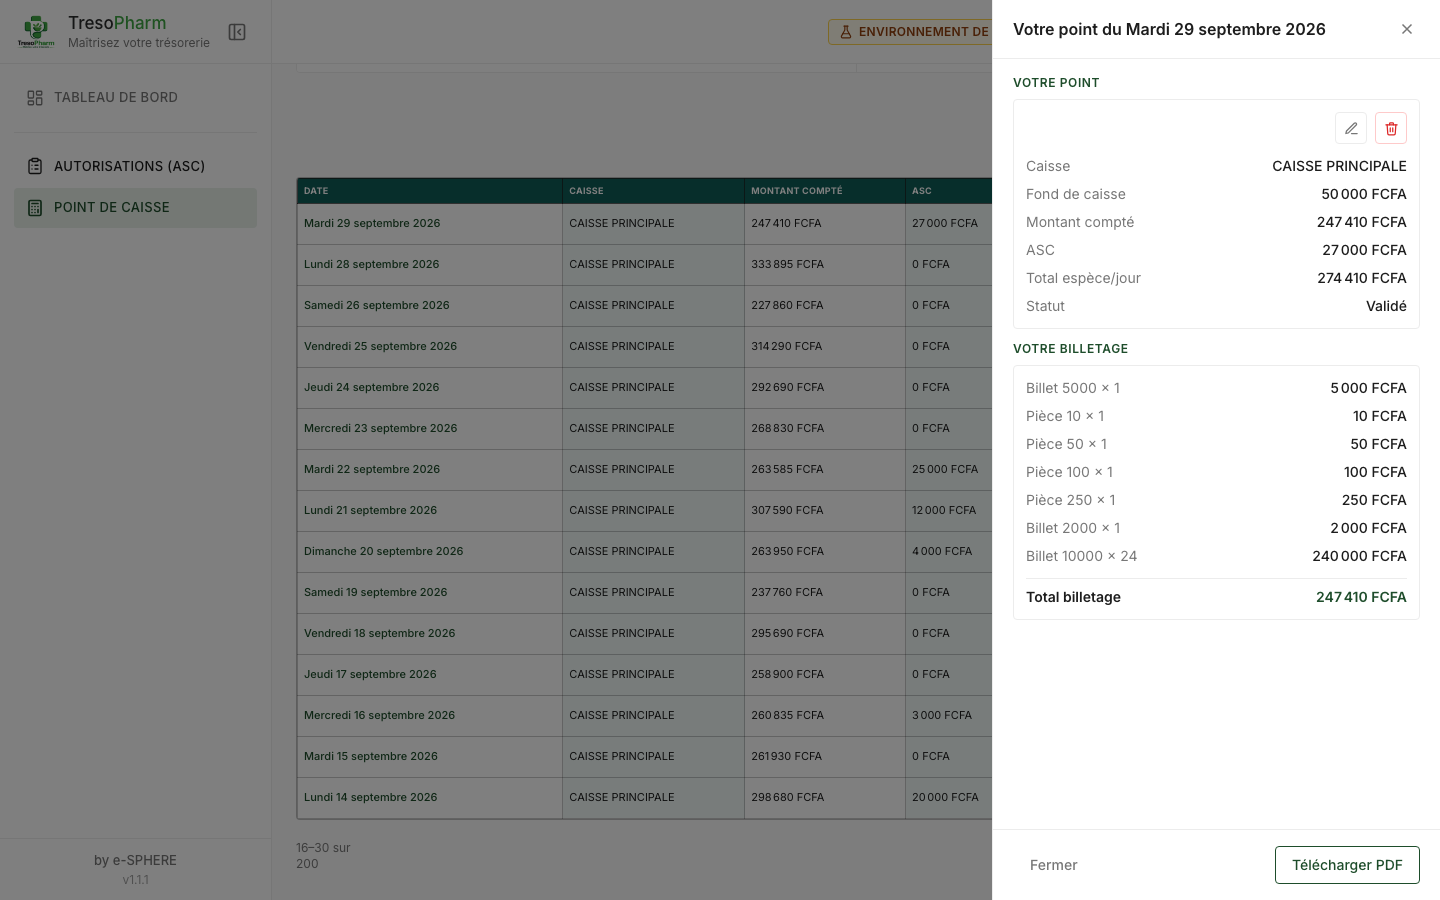 TresoPharm
Maîtrisez votre trésorerie
TresoPharm
TABLEAU DE BORD
AUTORISATIONS (ASC)
POINT DE CAISSE
by e-SPHERE
v1.1.1
ENVIRONNEMENT DE
DATE CAISSE MONTANT COMPTÉ ASC
Mardi 29 septembre 2026 CAISSE PRINCIPALE 247 410 FCFA 27 000 FCFA
Lundi 28 septembre 2026 CAISSE PRINCIPALE 333 895 FCFA 0 FCFA
Samedi 26 septembre 2026 CAISSE PRINCIPALE 227 860 FCFA 0 FCFA
Vendredi 25 septembre 2026 CAISSE PRINCIPALE 314 290 FCFA 0 FCFA
Jeudi 24 septembre 2026 CAISSE PRINCIPALE 292 690 FCFA 0 FCFA
Mercredi 23 septembre 2026 CAISSE PRINCIPALE 268 830 FCFA 0 FCFA
Mardi 22 septembre 2026 CAISSE PRINCIPALE 263 585 FCFA 25 000 FCFA
Lundi 21 septembre 2026 CAISSE PRINCIPALE 307 590 FCFA 12 000 FCFA
Dimanche 20 septembre 2026 CAISSE PRINCIPALE 263 950 FCFA 4 000 FCFA
Samedi 19 septembre 2026 CAISSE PRINCIPALE 237 760 FCFA 0 FCFA
Vendredi 18 septembre 2026 CAISSE PRINCIPALE 295 690 FCFA 0 FCFA
Jeudi 17 septembre 2026 CAISSE PRINCIPALE 258 900 FCFA 0 FCFA
Mercredi 16 septembre 2026 CAISSE PRINCIPALE 260 835 FCFA 3 000 FCFA
Mardi 15 septembre 2026 CAISSE PRINCIPALE 261 930 FCFA 0 FCFA
Lundi 14 septembre 2026 CAISSE PRINCIPALE 298 680 FCFA 20 000 FCFA
16–30 sur
200
Votre point du Mardi 29 septembre 2026
VOTRE POINT
Caisse CAISSE PRINCIPALE
Fond de caisse 50 000 FCFA
Montant compté 247 410 FCFA
ASC 27 000 FCFA
Total espèce/jour 274 410 FCFA
Statut Validé
VOTRE BILLETAGE
Billet 5000 × 1 5 000 FCFA
Pièce 10 × 1 10 FCFA
Pièce 50 × 1 50 FCFA
Pièce 100 × 1 100 FCFA
Pièce 250 × 1 250 FCFA
Billet 2000 × 1 2 000 FCFA
Billet 10000 × 24 240 000 FCFA
Total billetage 247 410 FCFA
Fermer
Télécharger PDF